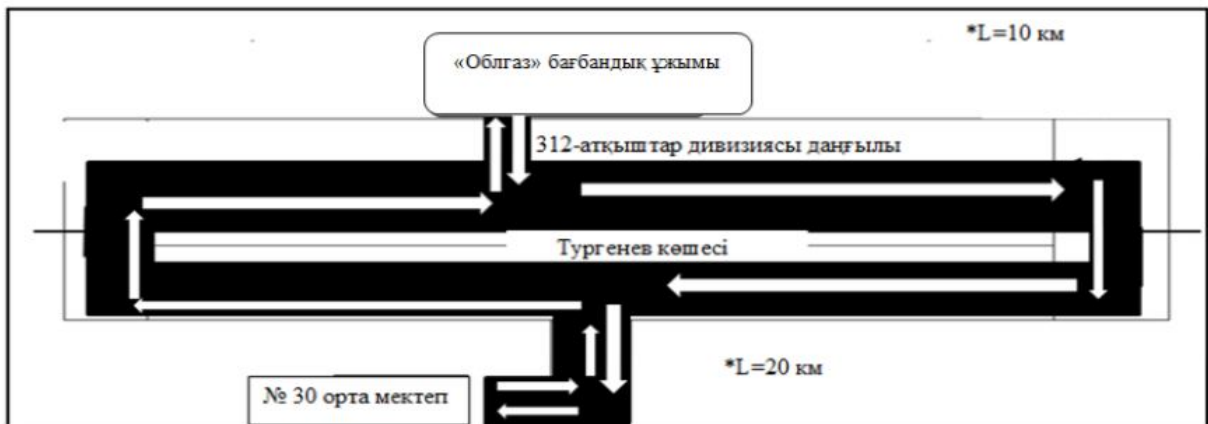 *L=10 км
«Облгаз» бағбандық ұжымы
312-атқыштар дивизиясы даңғылы
Тургенев көшесі
*L=20 км
№ 30 орта мектеп